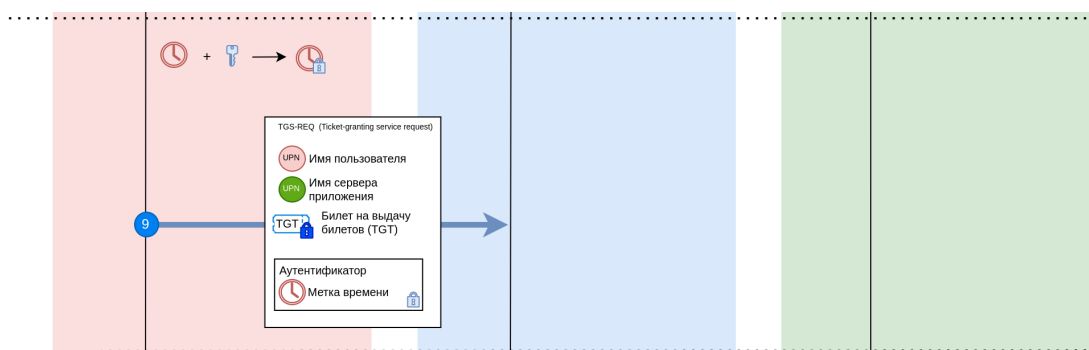 +
TGS-REQ (Ticket-granting service request)
UPN Имя пользователя
UPN Имя сервера
приложения
9
TGT Билет на выдачу
билетов (TGT)
Аутентификатор
Метка времени